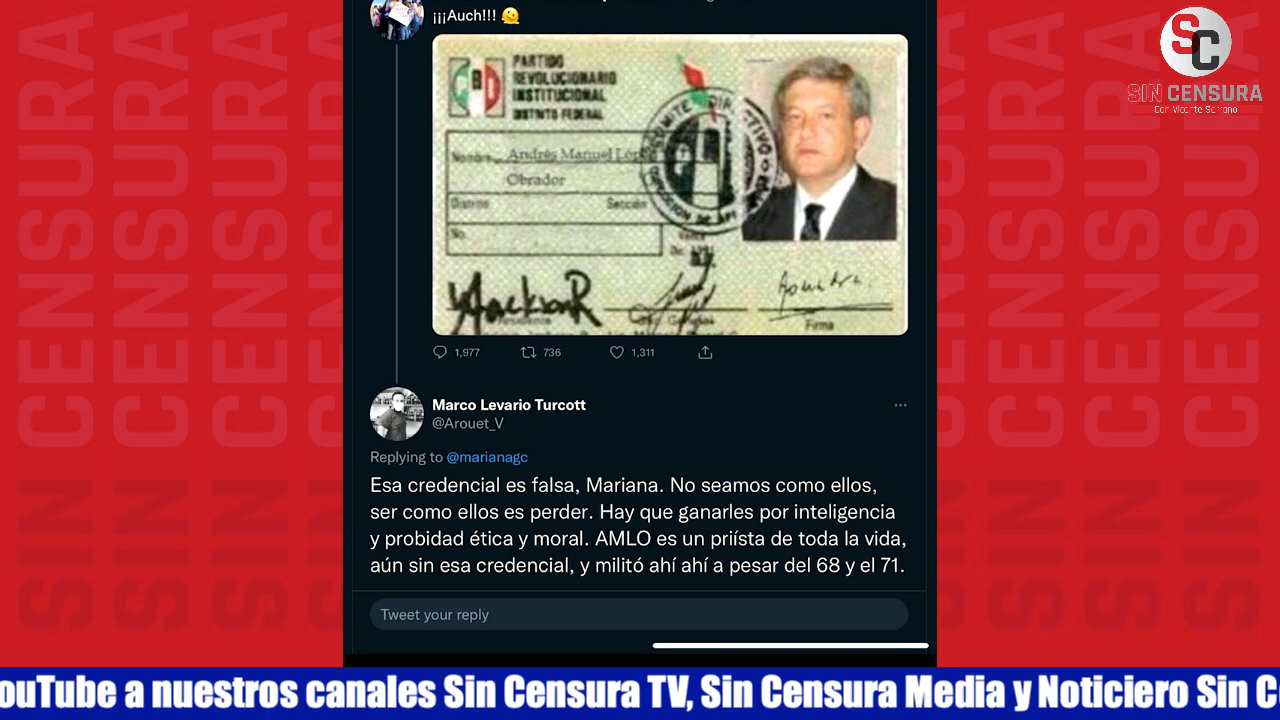 ¡¡¡Auch!!! 🫠
PARTIDO
REVOLUCIONARIO
INSTITUCIONAL
DISTRITO FEDERAL
Nombre Andrés Manuel López
Obrador
Distrito Sección
No.
Firma
1,977 736 1,311
Marco Levario Turcott
@Arouet_V
Replying to @marianagc
Esa credencial es falsa, Mariana. No seamos como ellos,
ser como ellos es perder. Hay que ganarles por inteligencia
y probidad ética y moral. AMLO es un priísta de toda la vida,
aún sin esa credencial, y militó ahí ahí a pesar del 68 y el 71.
Tweet your reply
SC
SIN CENSURA
Con Vicente Serrano
SIN CENSURA
ouTube a nuestros canales Sin Censura TV, Sin Censura Media y Noticiero Sin C